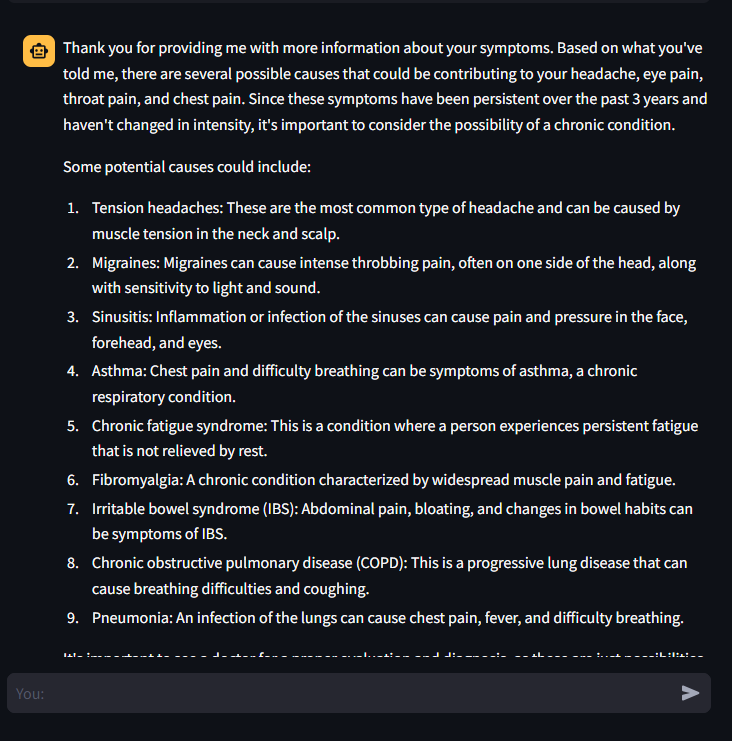 Thank you for providing me with more information about your symptoms. Based on what you've
told me, there are several possible causes that could be contributing to your headache, eye pain,
throat pain, and chest pain. Since these symptoms have been persistent over the past 3 years and
haven't changed in intensity, it's important to consider the possibility of a chronic condition.
Some potential causes could include:
1. Tension headaches: These are the most common type of headache and can be caused by
muscle tension in the neck and scalp.
2. Migraines: Migraines can cause intense throbbing pain, often on one side of the head, along
with sensitivity to light and sound.
3. Sinusitis: Inflammation or infection of the sinuses can cause pain and pressure in the face,
forehead, and eyes.
4. Asthma: Chest pain and difficulty breathing can be symptoms of asthma, a chronic
respiratory condition.
5. Chronic fatigue syndrome: This is a condition where a person experiences persistent fatigue
that is not relieved by rest.
6. Fibromyalgia: A chronic condition characterized by widespread muscle pain and fatigue.
7. Irritable bowel syndrome (IBS): Abdominal pain, bloating, and changes in bowel habits can
be symptoms of IBS.
8. Chronic obstructive pulmonary disease (COPD): This is a progressive lung disease that can
cause breathing difficulties and coughing.
9. Pneumonia: An infection of the lungs can cause chest pain, fever, and difficulty breathing.
You: